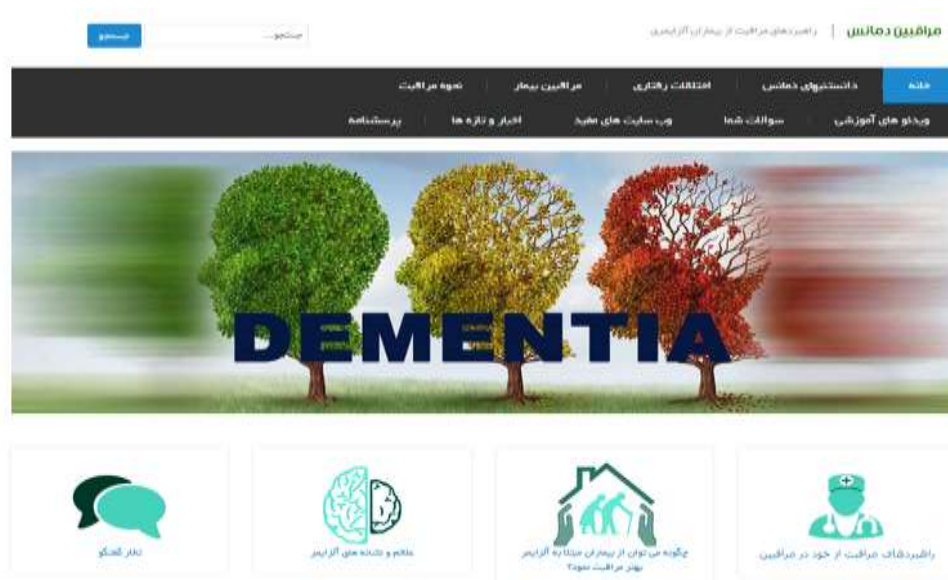 مراقبین دمانس | راهبردهای مراقبت از بیماران آلزایمری
جستجو...
جستجو
خانه
دانستنیهای دمانس
اختلالات رفتاری
مراقبین بیمار
نحوه مراقبت
ویدئو های آموزشی
سوالات شما
وب سایت های مفید
اخبار و تازه ها
پرسشنامه
DEMENTIA
راهبردهای مراقبت از خود در مراقبین
چگونه می توان از بیماران مبتلا به آلزایمر
بهتر مراقبت نمود؟
علائم و نشانه های آلزایمر
تالار گفتگو